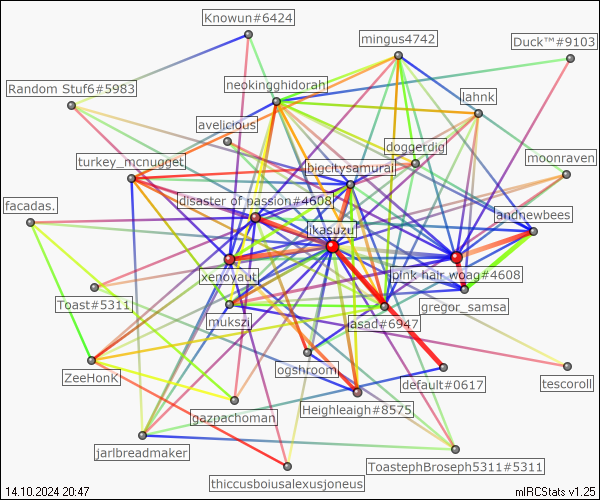 Knowun#6424
mingus4742
Duck™#9103
neokingghidorah
Random Stuf6#5983
lahnk
avelicious
doggerdig
turkey_mcnugget
bigcitysamurai
moonraven
disaster of passion#4608
facadas.
andnewbees
ikasuzu
pink hair woag#4608
xenovaut
Toast#5311
gregor_samsa
mukszi
asad#6947
ogshroom
ZeeHonk
default#0617
tescoroll
Heighleigh#8575
gazpachoman
jarlbreadmaker
ToastephBroseph5311#5311
thiccusboiusalexusjoneus
14.10.2024 20:47
mIRCStats v1.25